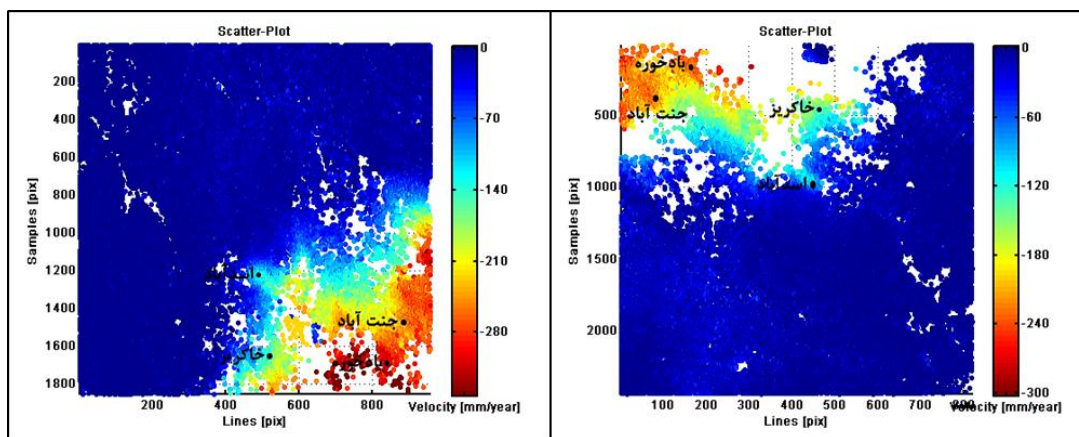 Scatter-Plot
0
-70
-140
-210
-280
Velocity [mm/year]
200
400
600
800
1000
1200
1400
1600
1800
Samples [pix]
200 400 600 800
Lines [pix]
جنت آباد
خاکریز
بادخوره
Scatter-Plot
0
-60
-120
-180
-240
-300
Velocity [mm/year]
500
1000
1500
2000
Samples [pix]
100 200 300 400 500 600 700 800
Lines [pix]
بادخوره
جنت آباد
خاکریز
اسدآباد